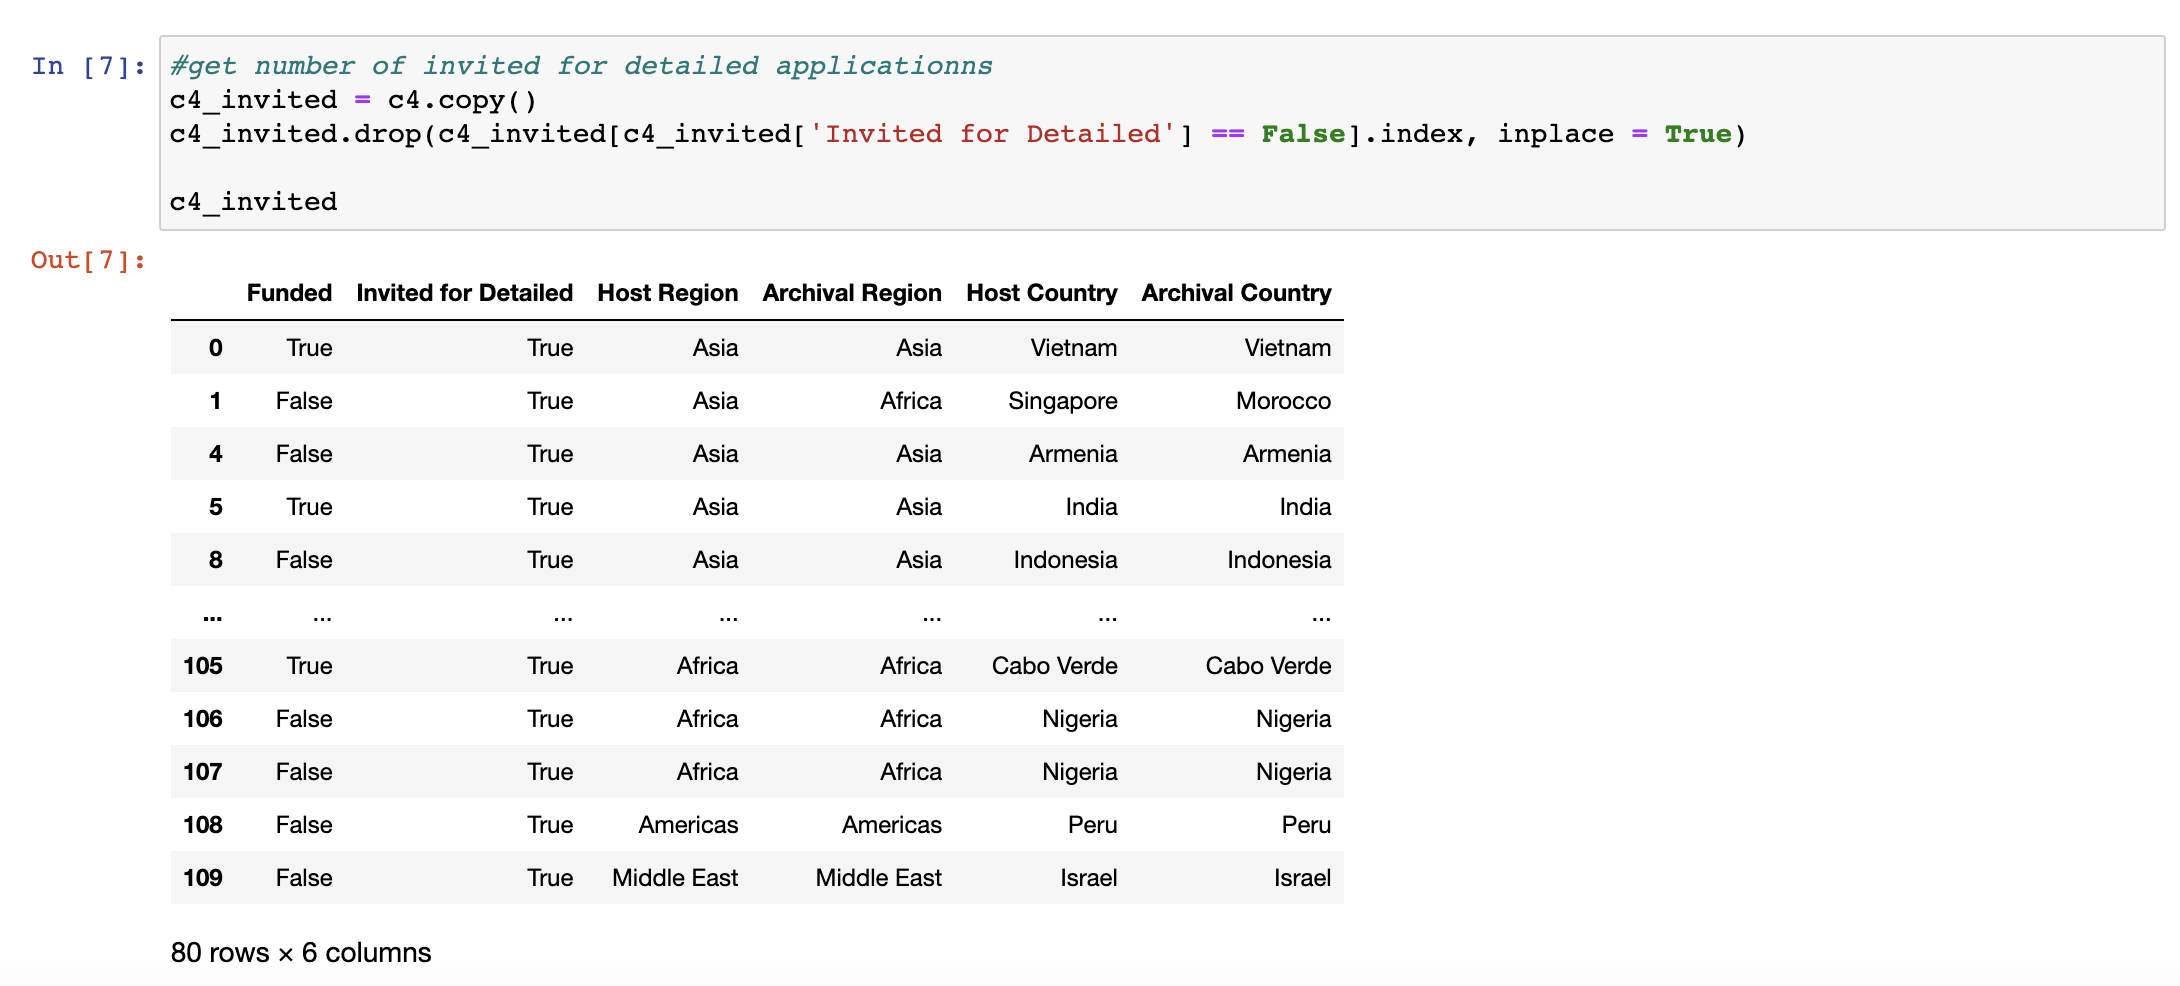 In [7]: #get number of invited for detailed applicationns
c4_invited = c4.copy()
c4_invited.drop(c4_invited[c4_invited['Invited for Detailed'] == False].index, inplace = True)
c4_invited
Out[7]:
Funded Invited for Detailed Host Region Archival Region Host Country Archival Country
0 True True Asia Asia Vietnam Vietnam
1 False True Asia Africa Singapore Morocco
4 False True Asia Asia Armenia Armenia
5 True True Asia Asia India India
8 False True Asia Asia Indonesia Indonesia
... ... ... ... ... ... ...
105 True True Africa Africa Cabo Verde Cabo Verde
106 False True Africa Africa Nigeria Nigeria
107 False True Africa Africa Nigeria Nigeria
108 False True Americas Americas Peru Peru
109 False True Middle East Middle East Israel Israel
80 rows × 6 columns